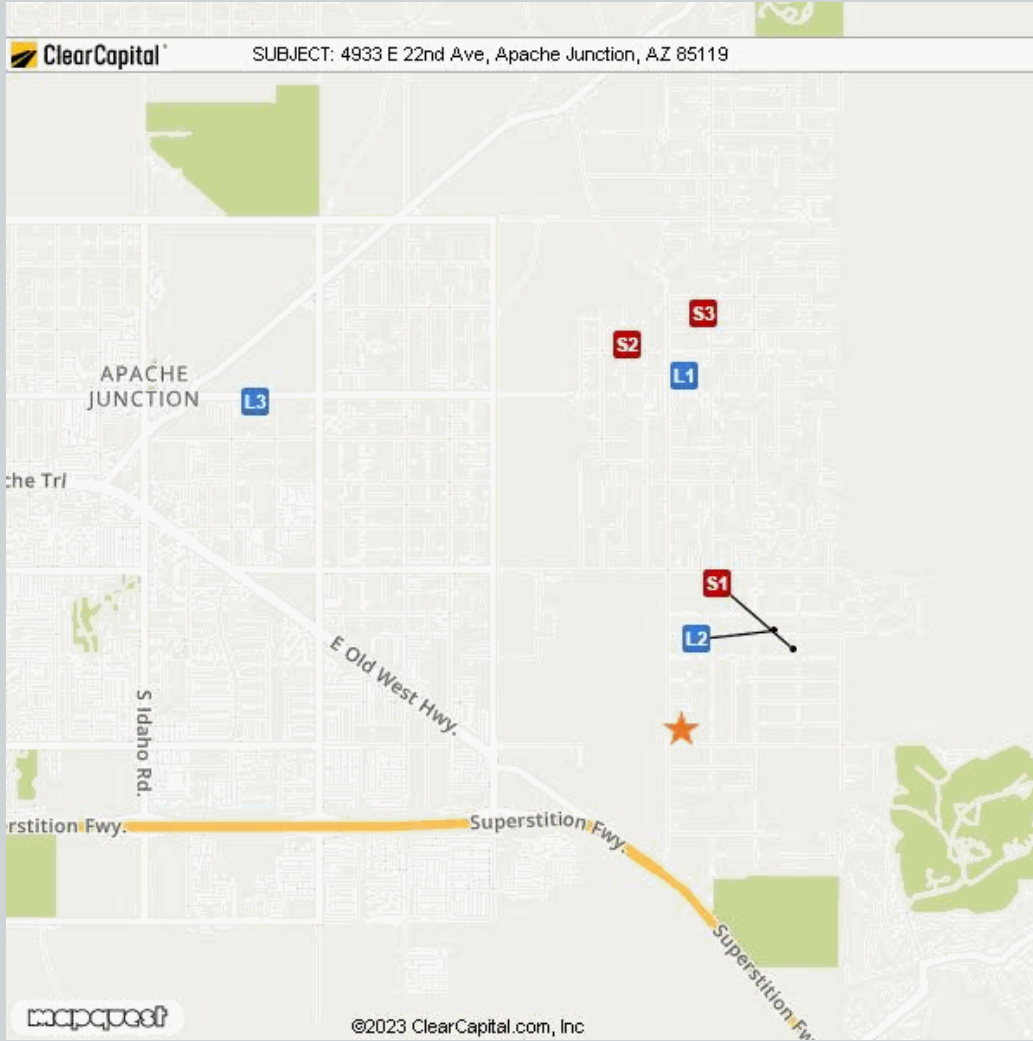 ClearCapital
SUBJECT: 4933 E 22nd Ave, Apache Junction, AZ 85119
S3
S2
L1
APACHE
JUNCTION
L3
che Trl
S1
L2
E Old West Hwy.
S Idaho Rd.
rstition Fwy.
Superstition Fwy.
Superstition Fw
mapquest
©2023 ClearCapital.com, Inc